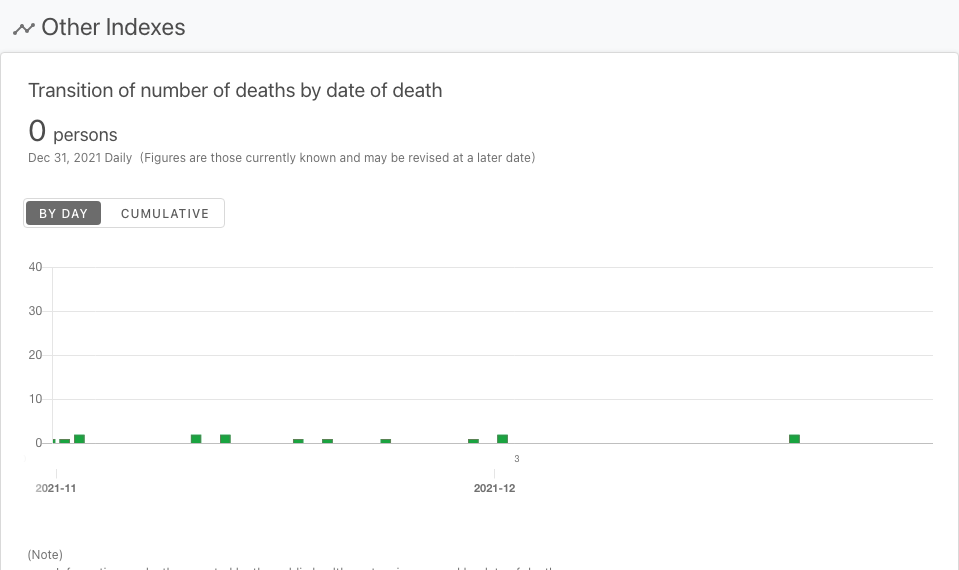 Other Indexes
Transition of number of deaths by date of death
0 persons
Dec 31, 2021 Daily (Figures are those currently known and may be revised at a later date)
BY DAY CUMULATIVE
40
30
20
10
0
3
2021-11 2021-12
(Note)